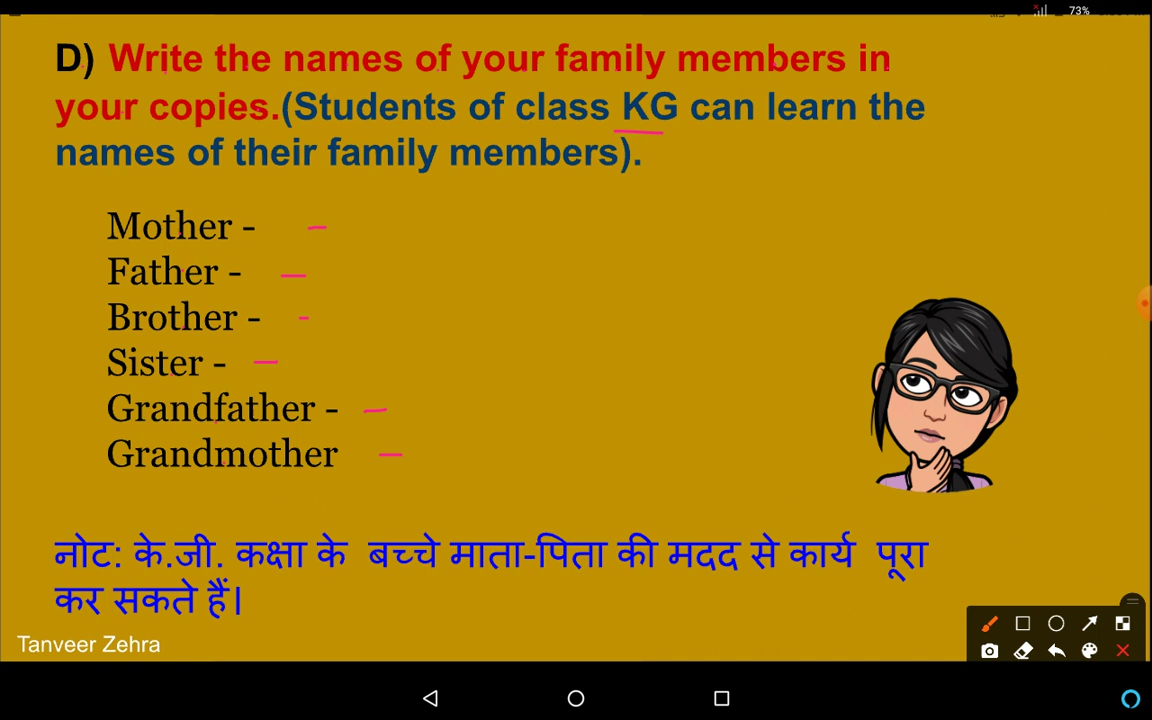 73%
D) Write the names of your family members in
your copies.(Students of class KG can learn the
names of their family members).
Mother -
Father -
Brother -
Sister -
Grandfather -
Grandmother
नोट: के.जी. कक्षा के बच्चे माता-पिता की मदद से कार्य पूरा
कर सकते हैं।
Tanveer Zehra